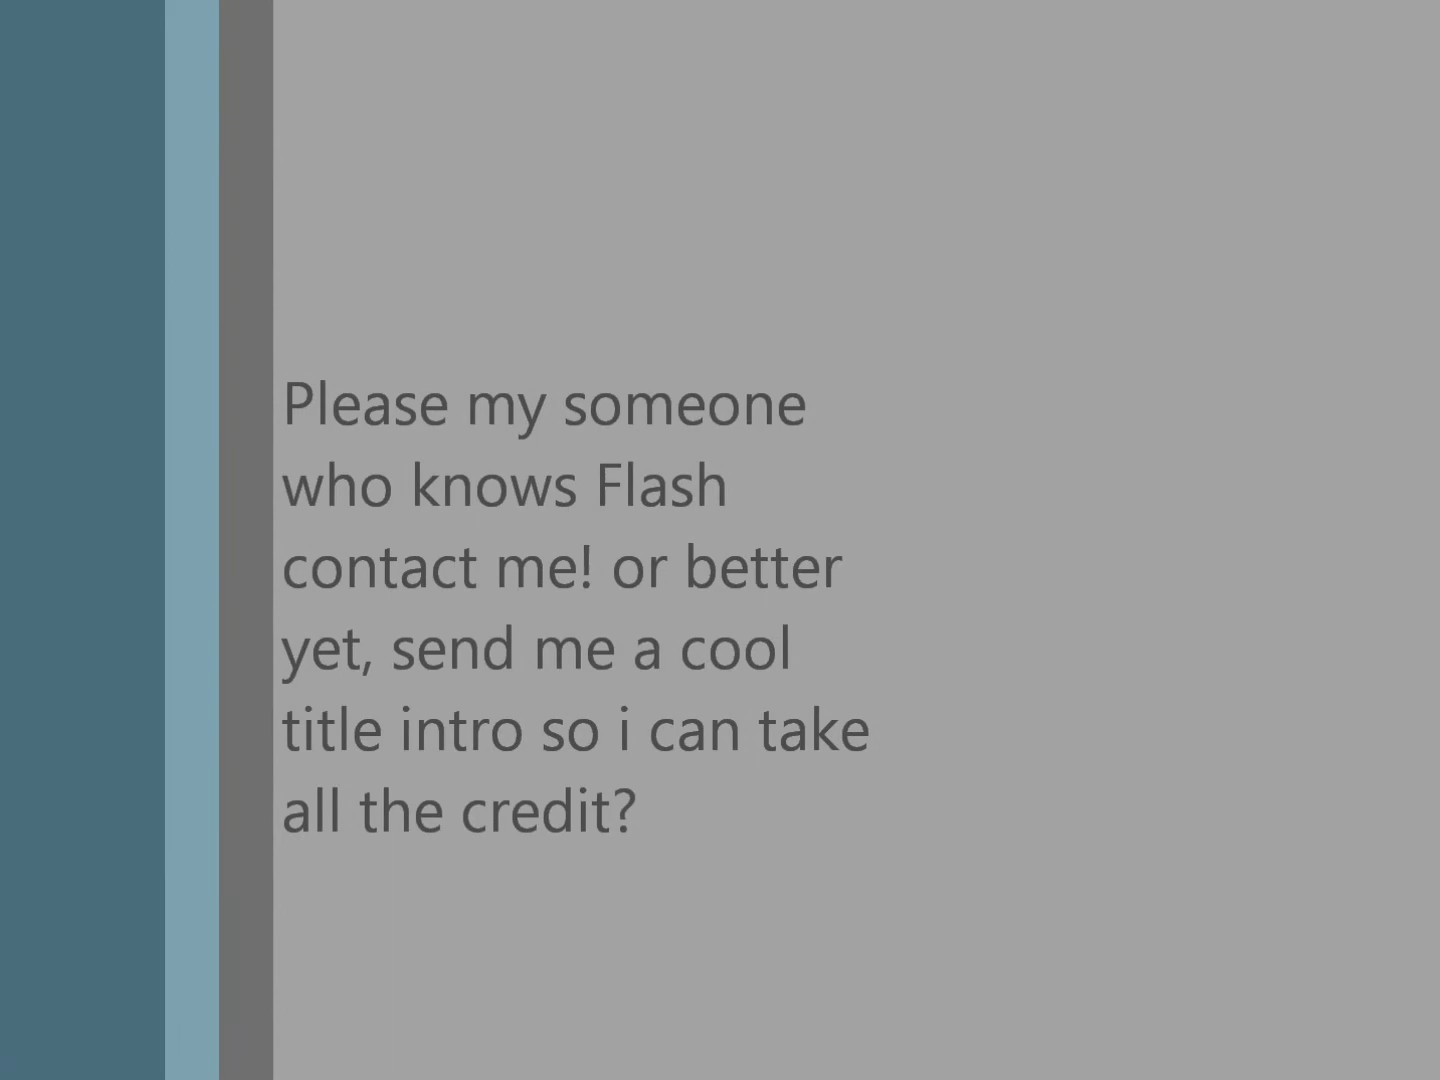 Please my someone
who knows Flash
contact me! or better
yet, send me a cool
title intro so i can take
all the credit?